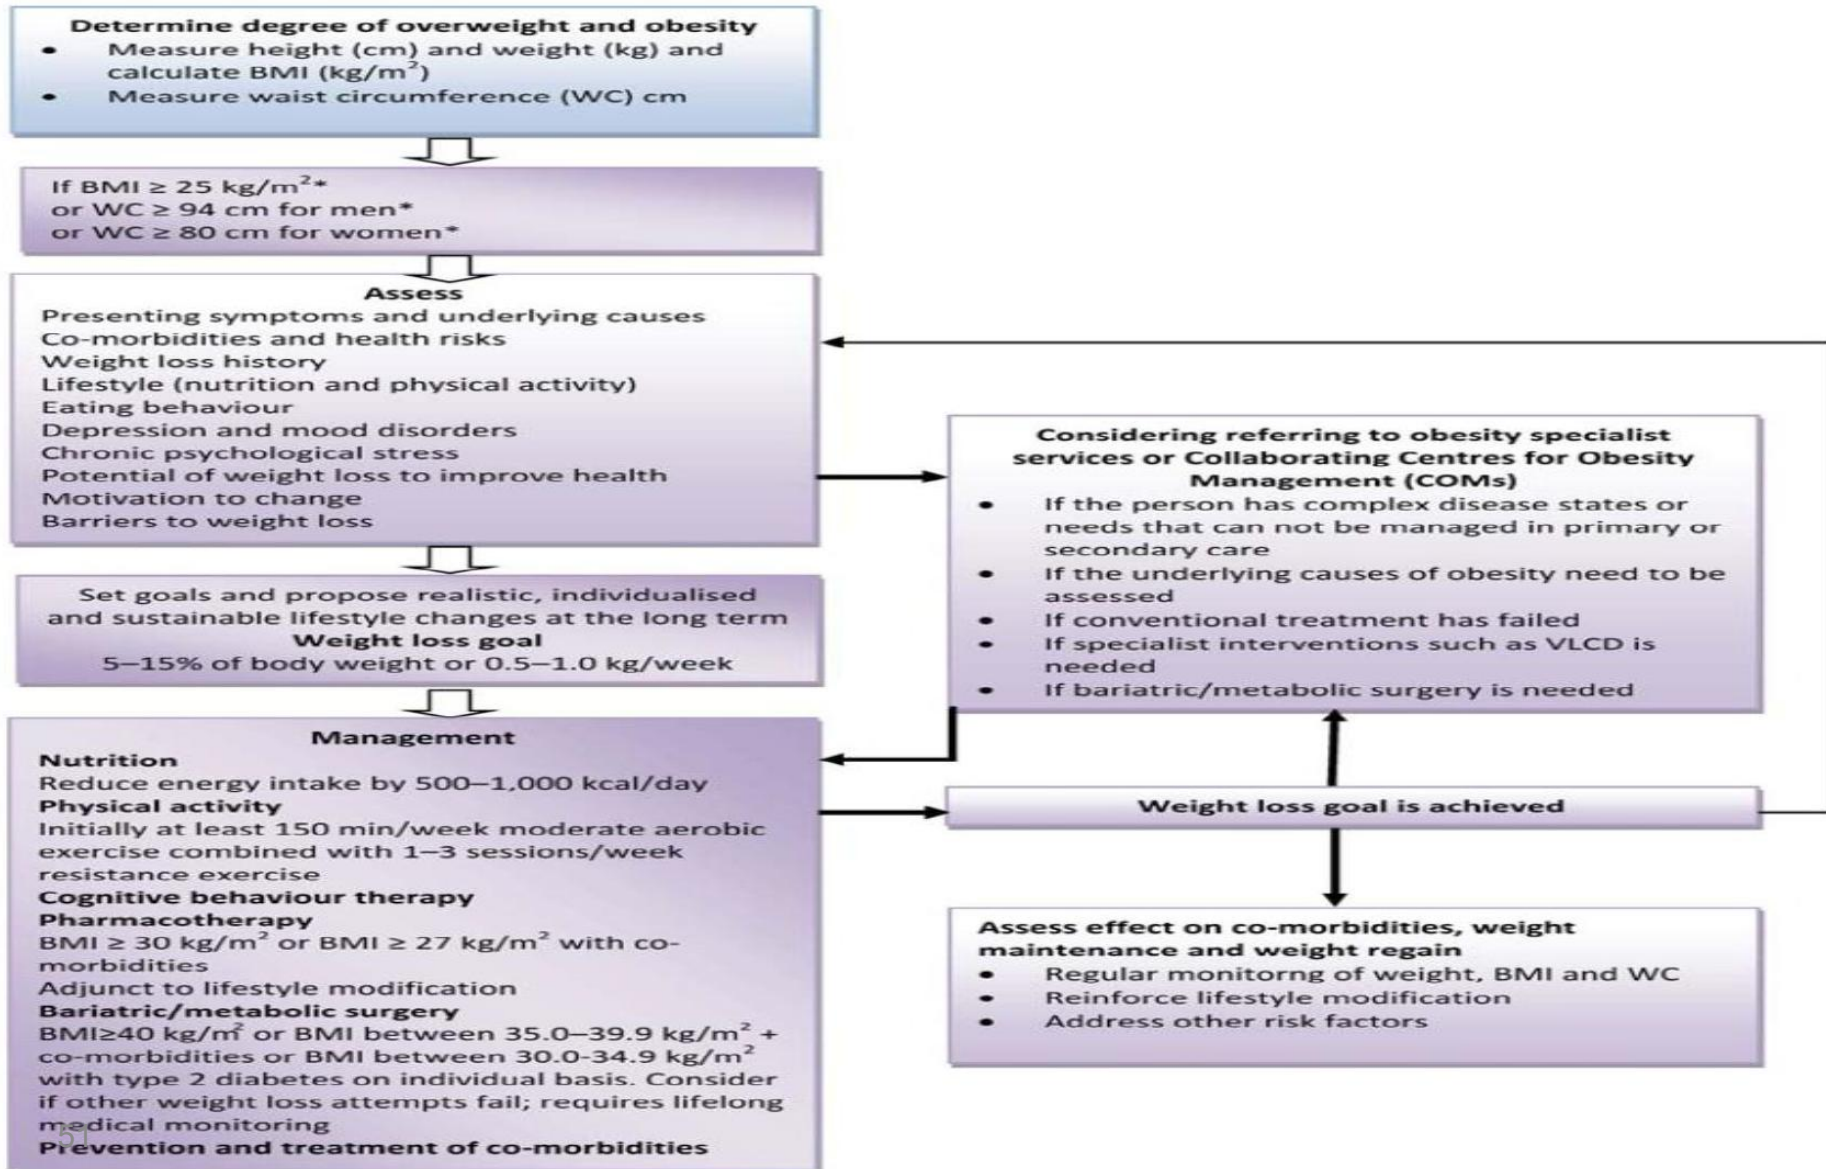 Determine degree of overweight and obesity
• Measure height (cm) and weight (kg) and
calculate BMI (kg/m²)
• Measure waist circumference (WC) cm
If BMI ≥ 25 kg/m²*
or WC ≥ 94 cm for men*
or WC ≥ 80 cm for women*
Assess
Presenting symptoms and underlying causes
Co-morbidities and health risks
Weight loss history
Lifestyle (nutrition and physical activity)
Eating behaviour
Depression and mood disorders
Chronic psychological stress
Potential of weight loss to improve health
Motivation to change
Barriers to weight loss
Considering referring to obesity specialist
services or Collaborating Centres for Obesity
Management (COMs)
• If the person has complex disease states or
needs that can not be managed in primary or
secondary care
• If the underlying causes of obesity need to be
assessed
• If conventional treatment has failed
• If specialist interventions such as VLCD is
needed
• If bariatric/metabolic surgery is needed
Set goals and propose realistic, individualised
and sustainable lifestyle changes at the long term
Weight loss goal
5–15% of body weight or 0.5–1.0 kg/week
Management
Nutrition
Reduce energy intake by 500–1,000 kcal/day
Physical activity
Initially at least 150 min/week moderate aerobic
exercise combined with 1–3 sessions/week
resistance exercise
Cognitive behaviour therapy
Pharmacotherapy
BMI ≥ 30 kg/m² or BMI ≥ 27 kg/m² with co-
morbidities
Adjunct to lifestyle modification
Bariatric/metabolic surgery
BMI≥40 kg/m² or BMI between 35.0–39.9 kg/m² +
co-morbidities or BMI between 30.0-34.9 kg/m²
with type 2 diabetes on individual basis. Consider
if other weight loss attempts fail; requires lifelong
medical monitoring
51
Prevention and treatment of co-morbidities
Weight loss goal is achieved
Assess effect on co-morbidities, weight
maintenance and weight regain
• Regular monitorng of weight, BMI and WC
• Reinforce lifestyle modification
• Address other risk factors